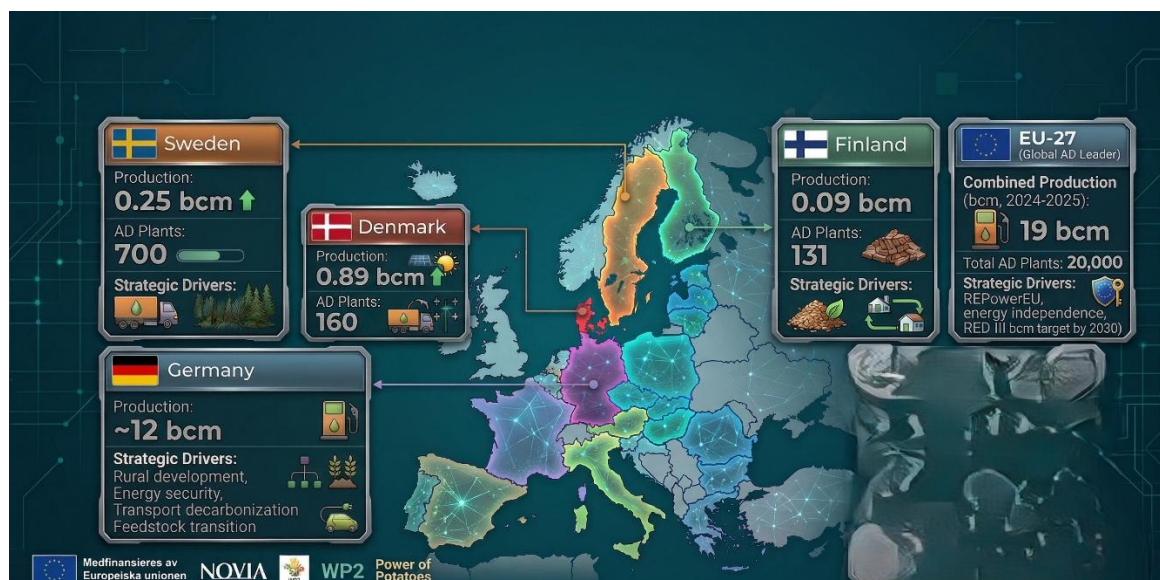 Sweden
Production:
0.25 bcm
AD Plants:
700
Strategic Drivers:
Denmark
Production:
0.89 bcm
AD Plants:
160
Germany
Production:
~12 bcm
Strategic Drivers:
Rural development,
Energy security,
Transport decarbonization
Feedstock transition
Finland
Production:
0.09 bcm
AD Plants:
131
Strategic Drivers:
EU-27
(Global AD Leader)
Combined Production
(bcm, 2024-2025):
19 bcm
Total AD Plants: 20,000
Strategic Drivers:
REPowerEU,
energy independence,
RED III bcm target by 2030)
Medfinansieres av
Europeiska unionen
NOVIA
WP2
Power of
Potatoes